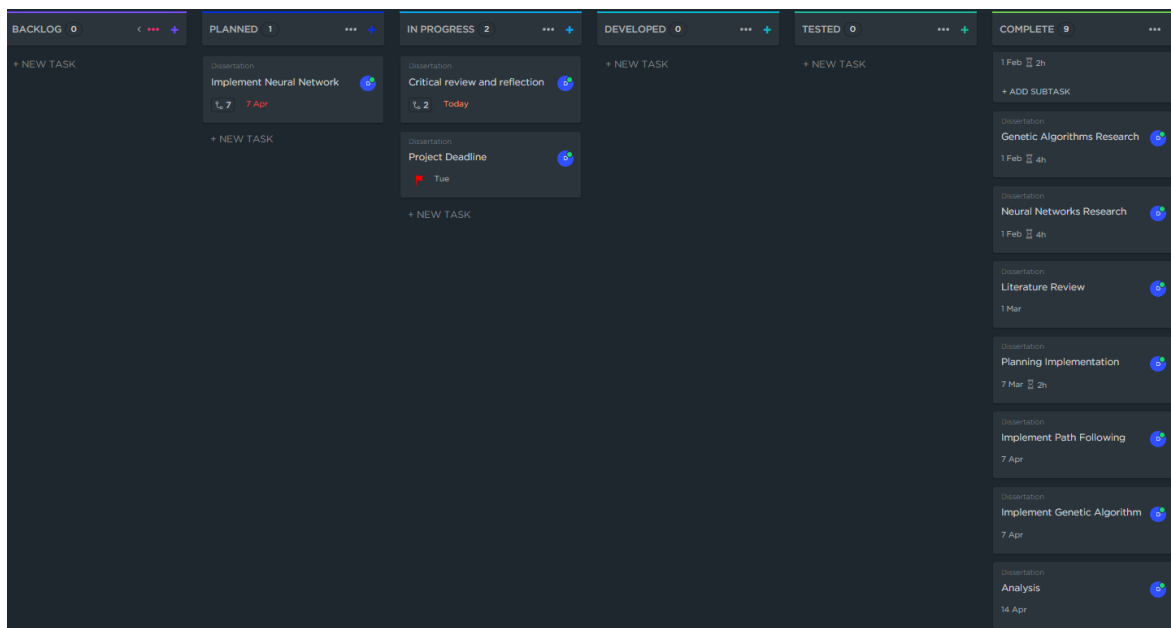 BACKLOG 0
+ NEW TASK
PLANNED 1
Dissertation
Implement Neural Network
D
7 7 Apr
+ NEW TASK
IN PROGRESS 2
Dissertation
Critical review and reflection
D
2 Today
Dissertation
Project Deadline
D
Tue
+ NEW TASK
DEVELOPED 0
+ NEW TASK
TESTED 0
+ NEW TASK
COMPLETE 9
1 Feb 2h
+ ADD SUBTASK
Dissertation
Genetic Algorithms Research
D
1 Feb 4h
Dissertation
Neural Networks Research
D
1 Feb 4h
Dissertation
Literature Review
D
1 Mar
Dissertation
Planning Implementation
D
7 Mar 2h
Dissertation
Implement Path Following
D
7 Apr
Dissertation
Implement Genetic Algorithm
D
7 Apr
Dissertation
Analysis
D
14 Apr